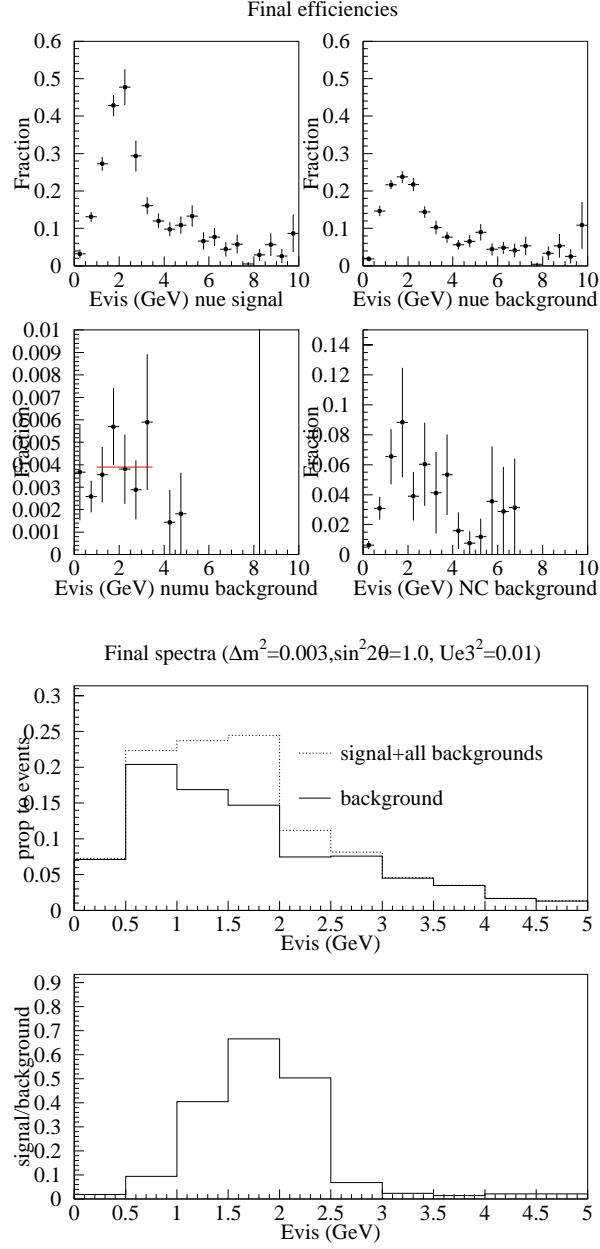 Final efficiencies
0.6
0.5
0.4
0.3
0.2
0.1
0
Fraction
0 2 4 6 8 10
Evis (GeV) nue signal
0.6
0.5
0.4
0.3
0.2
0.1
0
Fraction
0 2 4 6 8 10
Evis (GeV) nue background
0.01
0.009
0.008
0.007
0.006
0.005
0.004
0.003
0.002
0.001
0
Fraction
0 2 4 6 8 10
Evis (GeV) numu background
0.14
0.12
0.1
0.08
0.06
0.04
0.02
0
Fraction
0 2 4 6 8 10
Evis (GeV) NC background
Final spectra (Δm²=0.003,sin²2θ=1.0, Ue3²=0.01)
0.3
0.25
0.2
0.15
0.1
0.05
0
prop to events
signal+all backgrounds
background
0 0.5 1 1.5 2 2.5 3 3.5 4 4.5 5
Evis (GeV)
0.9
0.8
0.7
0.6
0.5
0.4
0.3
0.2
0.1
0
signal/background
0 0.5 1 1.5 2 2.5 3 3.5 4 4.5 5
Evis (GeV)